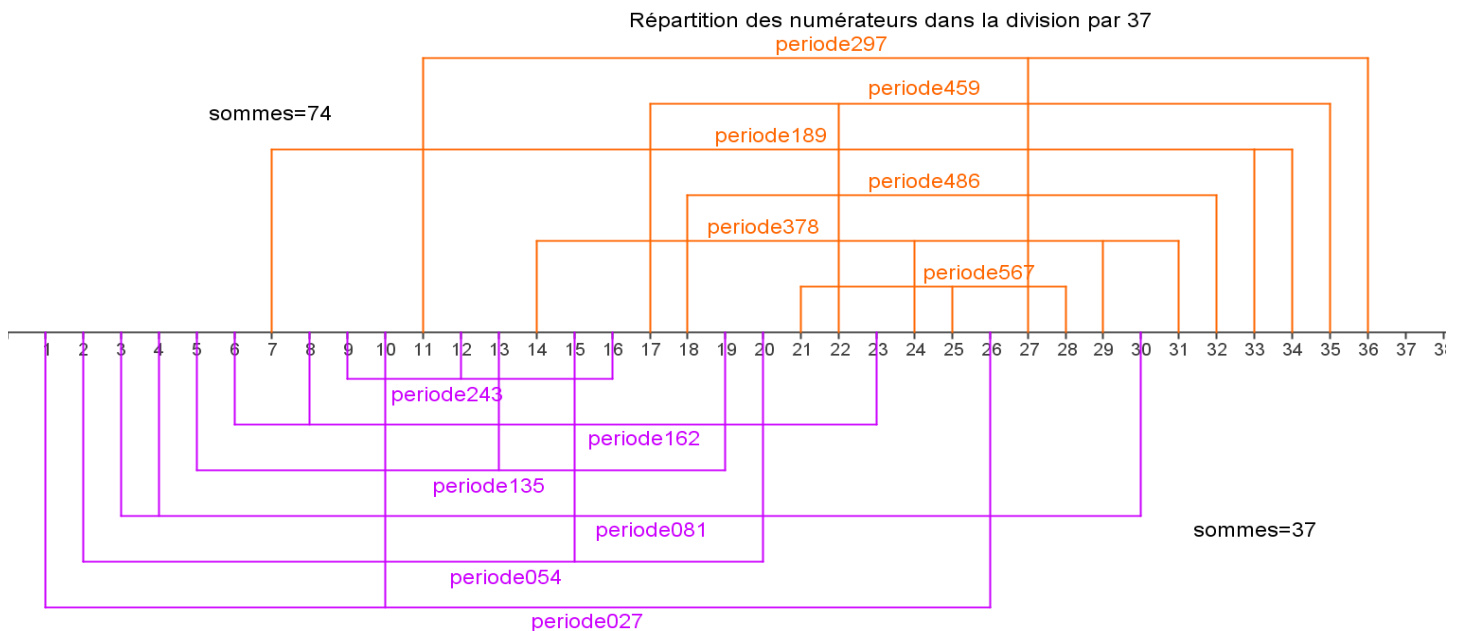 Répartition des numérateurs dans la division par 37
periode297
periode459
sommes=74
periode189
periode486
periode378
periode567
1 2 3 4 5 6 7 8 9 10 11 12 13 14 15 16 17 18 19 20 21 22 23 24 25 26 27 28 29 30 31 32 33 34 35 36 37
periode243
periode162
periode135
periode081
sommes=37
periode054
periode027